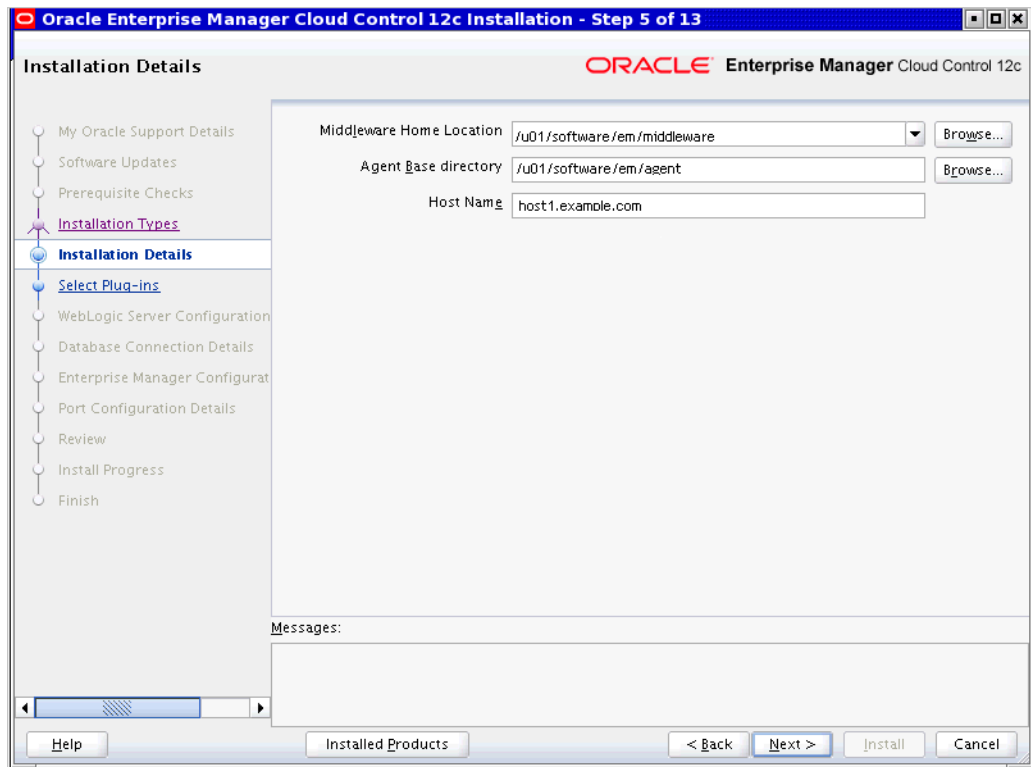 Oracle Enterprise Manager Cloud Control 12c Installation - Step 5 of 13
Installation Details
ORACLE Enterprise Manager Cloud Control 12c
My Oracle Support Details
Software Updates
Prerequisite Checks
Installation Types
Installation Details
Select Plug-ins
WebLogic Server Configuration
Database Connection Details
Enterprise Manager Configurat
Port Configuration Details
Review
Install Progress
Finish
Middleware Home Location /u01/software/em/middleware Browse...
Agent Base directory /u01/software/em/agent Browse...
Host Name host1.example.com
Messages:
Help Installed Products < Back Next > Install Cancel